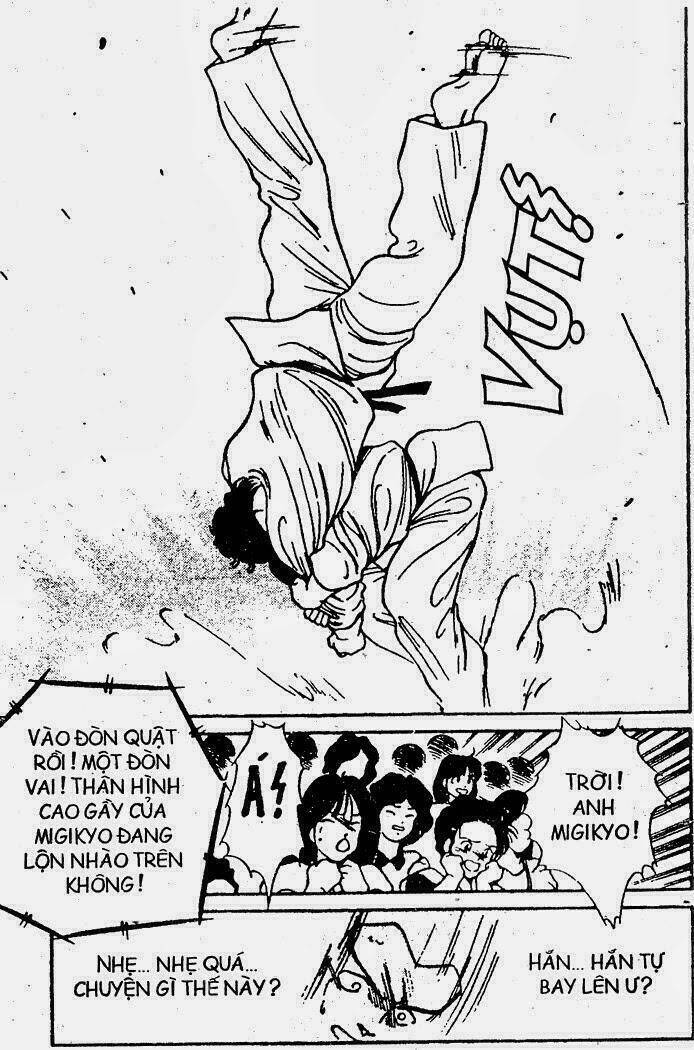 VỤT!
VÀO ĐÒN QUẬT
RỒI! MỘT ĐÒN
VAI! THÂN HÌNH
CAO GẦY CỦA
MIGIKYO ĐANG
LỘN NHÀO TRÊN
KHÔNG!
Á!
TRỜI!
ANH
MIGIKYO!
NHẸ... NHẸ QUÁ...
CHUYỆN GÌ THẾ NÀY?
HẮN... HẮN TỰ
BAY LÊN Ư?